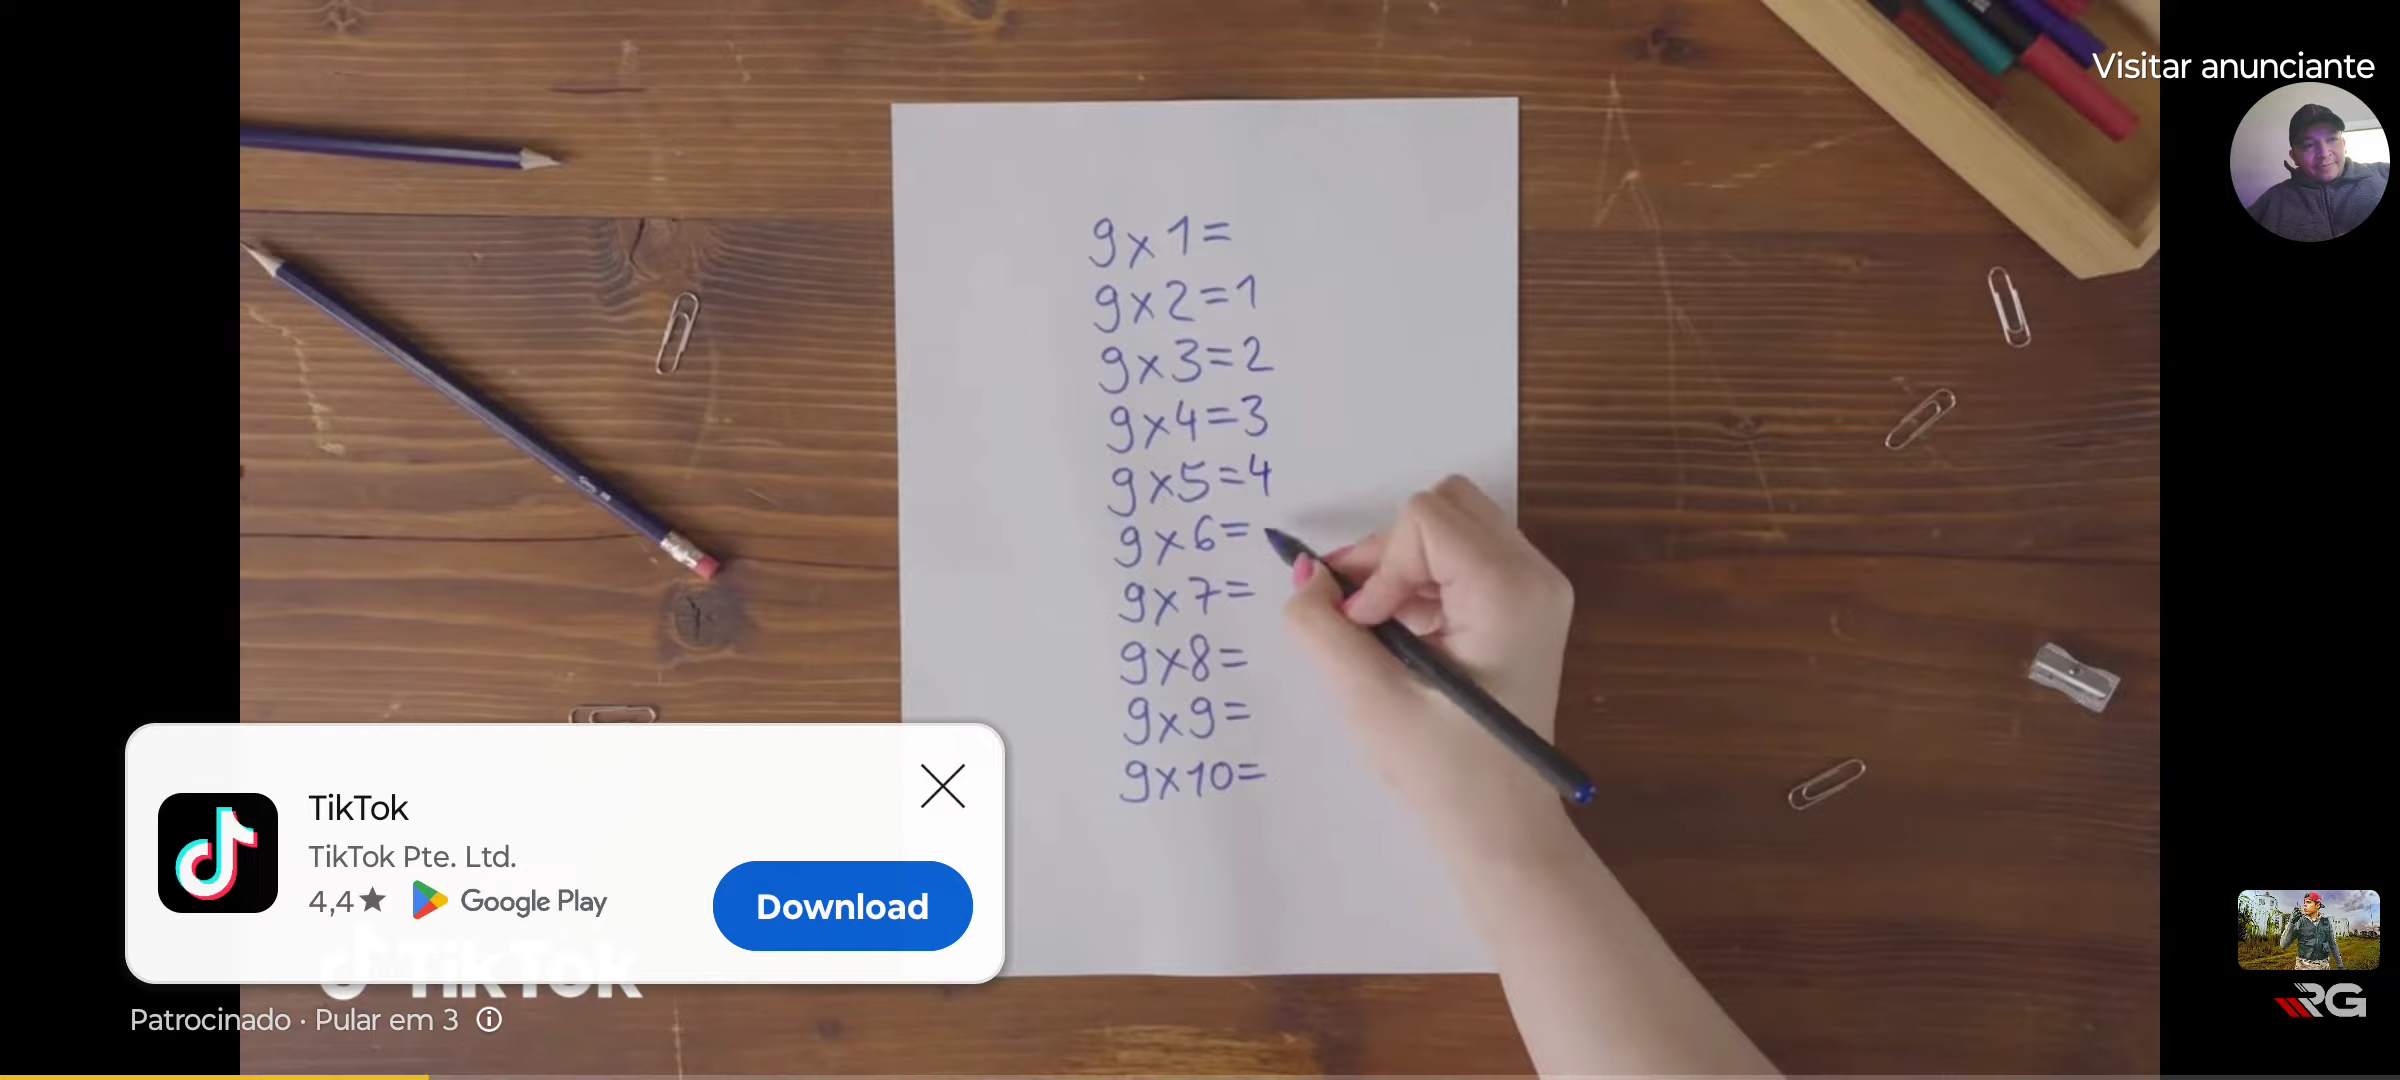 Visitar anunciante
9x1=
9x2=1
9x3=2
9x4=3
9x5=4
9x6=
9x7=
9x8=
9x9=
9x10=
TikTok
TikTok Pte. Ltd.
4,4★ Google Play
Download
TikTok
Patrocinado · Pular em 3
RG